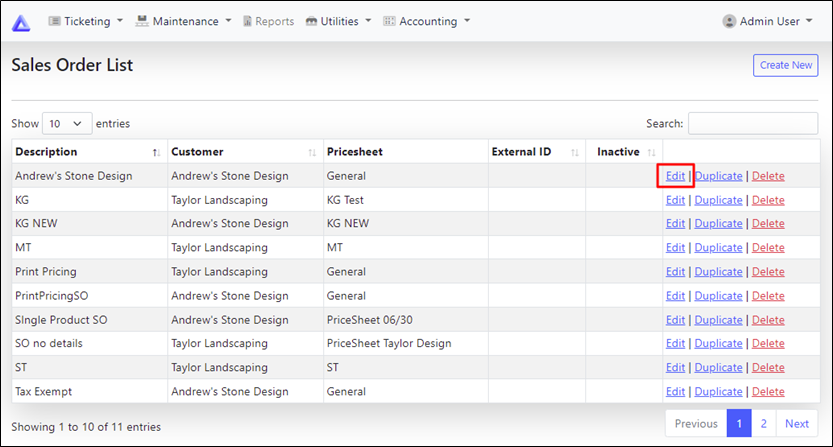 Ticketing Maintenance Reports Utilities Accounting Admin User
Sales Order List Create New
Show 10 entries Search:
Description Customer Pricesheet External ID Inactive
Andrew's Stone Design Andrew's Stone Design General Edit | Duplicate | Delete
KG Taylor Landscaping KG Test Edit | Duplicate | Delete
KG NEW Andrew's Stone Design KG NEW Edit | Duplicate | Delete
MT Taylor Landscaping MT Edit | Duplicate | Delete
Print Pricing Taylor Landscaping General Edit | Duplicate | Delete
PrintPricingSO Andrew's Stone Design General Edit | Duplicate | Delete
SIngle Product SO Andrew's Stone Design PriceSheet 06/30 Edit | Duplicate | Delete
SO no details Taylor Landscaping PriceSheet Taylor Design Edit | Duplicate | Delete
ST Taylor Landscaping ST Edit | Duplicate | Delete
Tax Exempt Andrew's Stone Design General Edit | Duplicate | Delete
Showing 1 to 10 of 11 entries Previous 1 2 Next